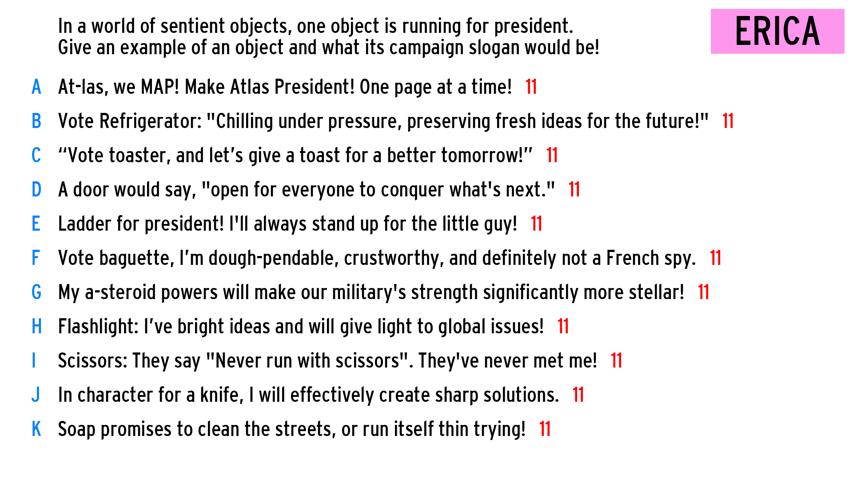 In a world of sentient objects, one object is running for president.
Give an example of an object and what its campaign slogan would be!
ERICA
A At-las, we MAP! Make Atlas President! One page at a time! 11
B Vote Refrigerator: "Chilling under pressure, preserving fresh ideas for the future!" 11
C “Vote toaster, and let’s give a toast for a better tomorrow!” 11
D A door would say, "open for everyone to conquer what's next." 11
E Ladder for president! I'll always stand up for the little guy! 11
F Vote baguette, I’m dough-pendable, crustworthy, and definitely not a French spy. 11
G My a-steroid powers will make our military's strength significantly more stellar! 11
H Flashlight: I’ve bright ideas and will give light to global issues! 11
I Scissors: They say "Never run with scissors". They've never met me! 11
J In character for a knife, I will effectively create sharp solutions. 11
K Soap promises to clean the streets, or run itself thin trying! 11